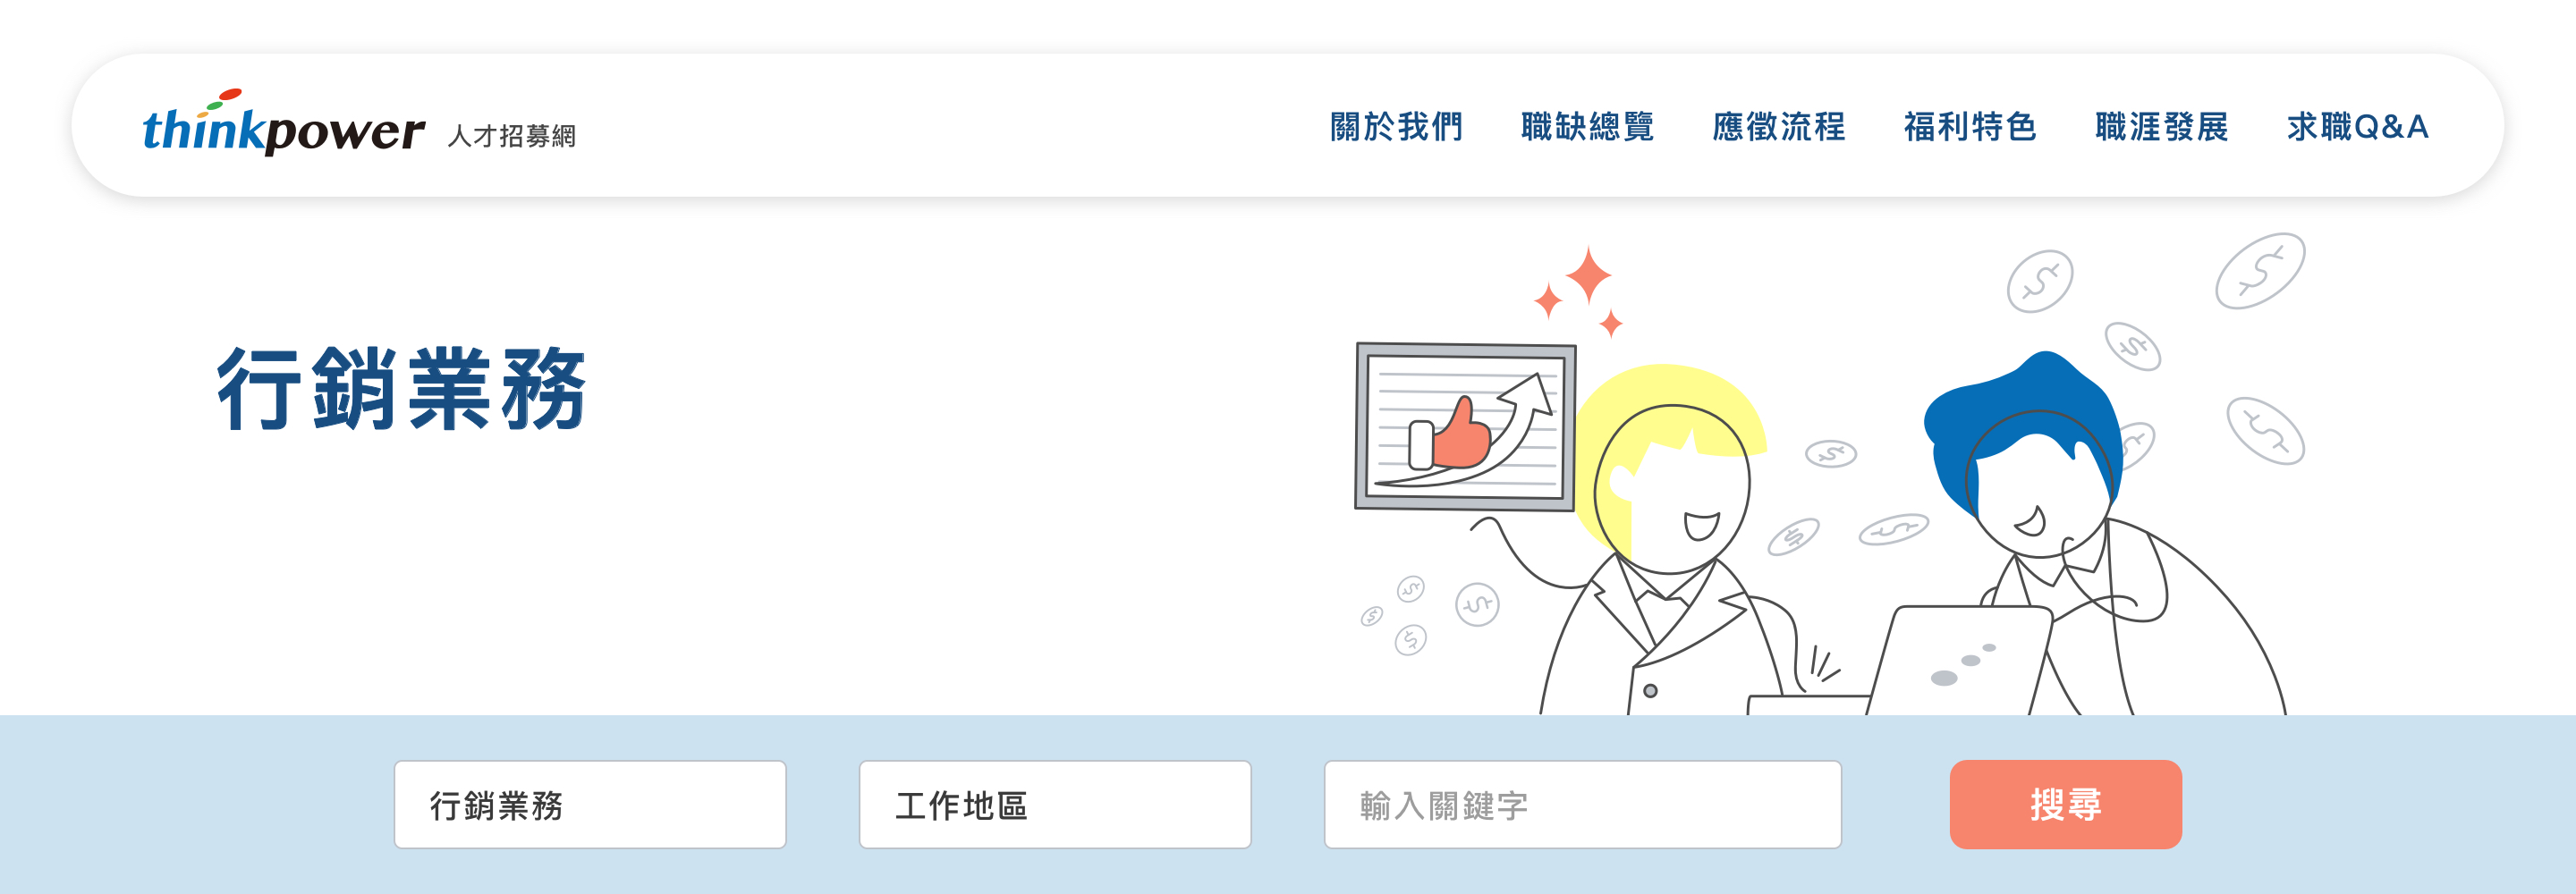 thinkpower 人才招募網
關於我們 職缺總覽 應徵流程 福利特色 職涯發展 求職Q&A
行銷業務
行銷業務 工作地區 輸入關鍵字 搜尋